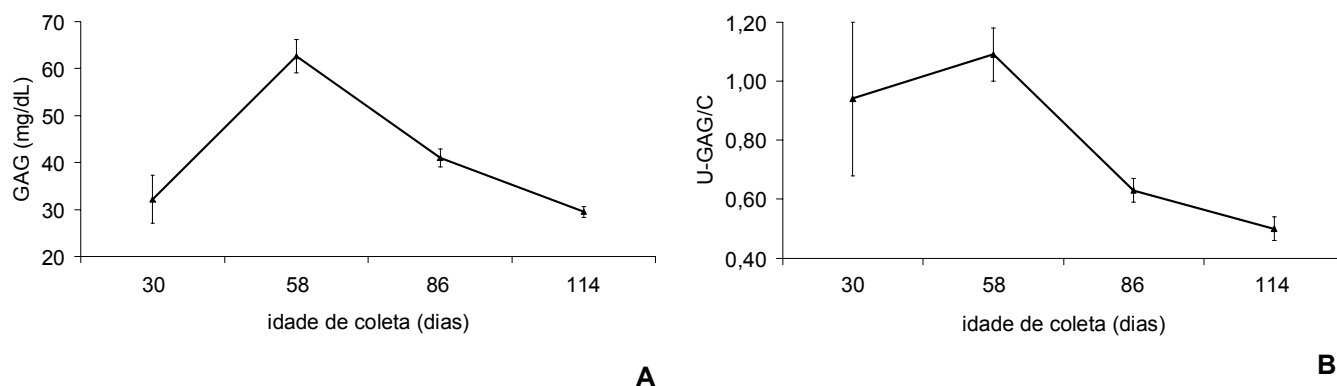 70
60
50
40
30
20
GAG (mg/dL)
30 58 86 114
idade de coleta (dias)
A
1,20
1,00
0,80
0,60
0,40
U-GAG/C
30 58 86 114
idade de coleta (dias)
B